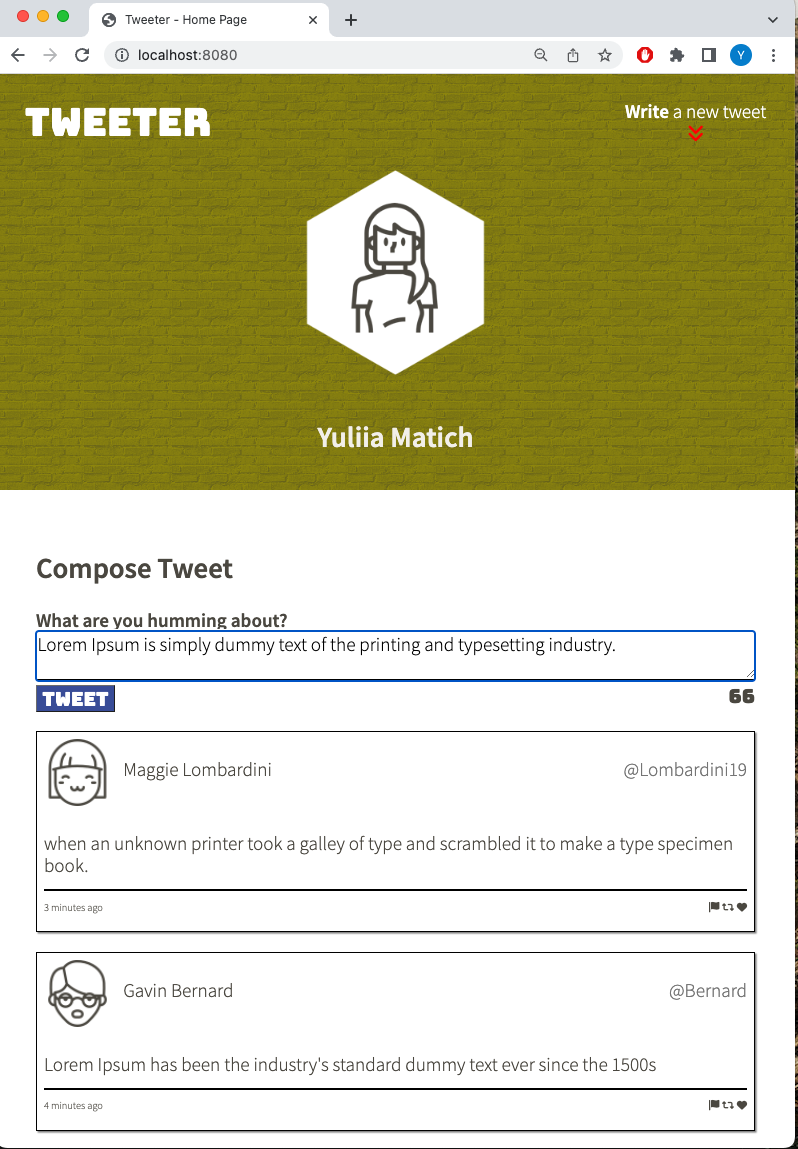 Tweeter - Home Page
localhost:8080
Y
TWEETER
Write a new tweet
Yuliia Matich
Compose Tweet
What are you humming about?
Lorem Ipsum is simply dummy text of the printing and typesetting industry.
TWEET
66
Maggie Lombardini
@Lombardini19
when an unknown printer took a galley of type and scrambled it to make a type specimen
book.
3 minutes ago
Gavin Bernard
@Bernard
Lorem Ipsum has been the industry's standard dummy text ever since the 1500s
4 minutes ago